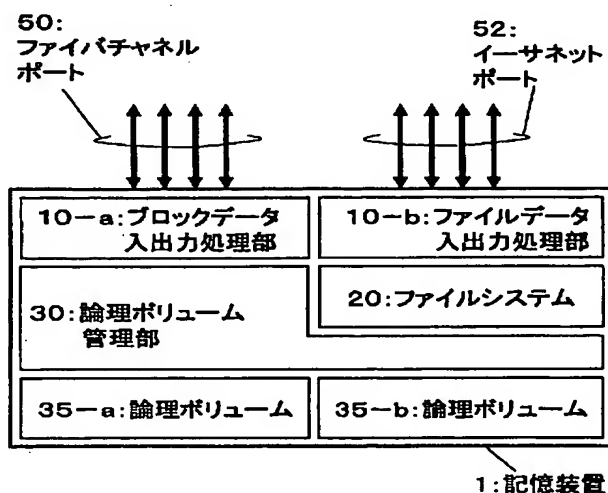 50:
ファイバチャネル
ポート
52:
イーサネット
ポート
10-a:ブロックデータ
入出力処理部
10-b:ファイルデータ
入出力処理部
30:論理ボリューム
管理部
20:ファイルシステム
35-a:論理ボリューム
35-b:論理ボリューム
1:記憶装置